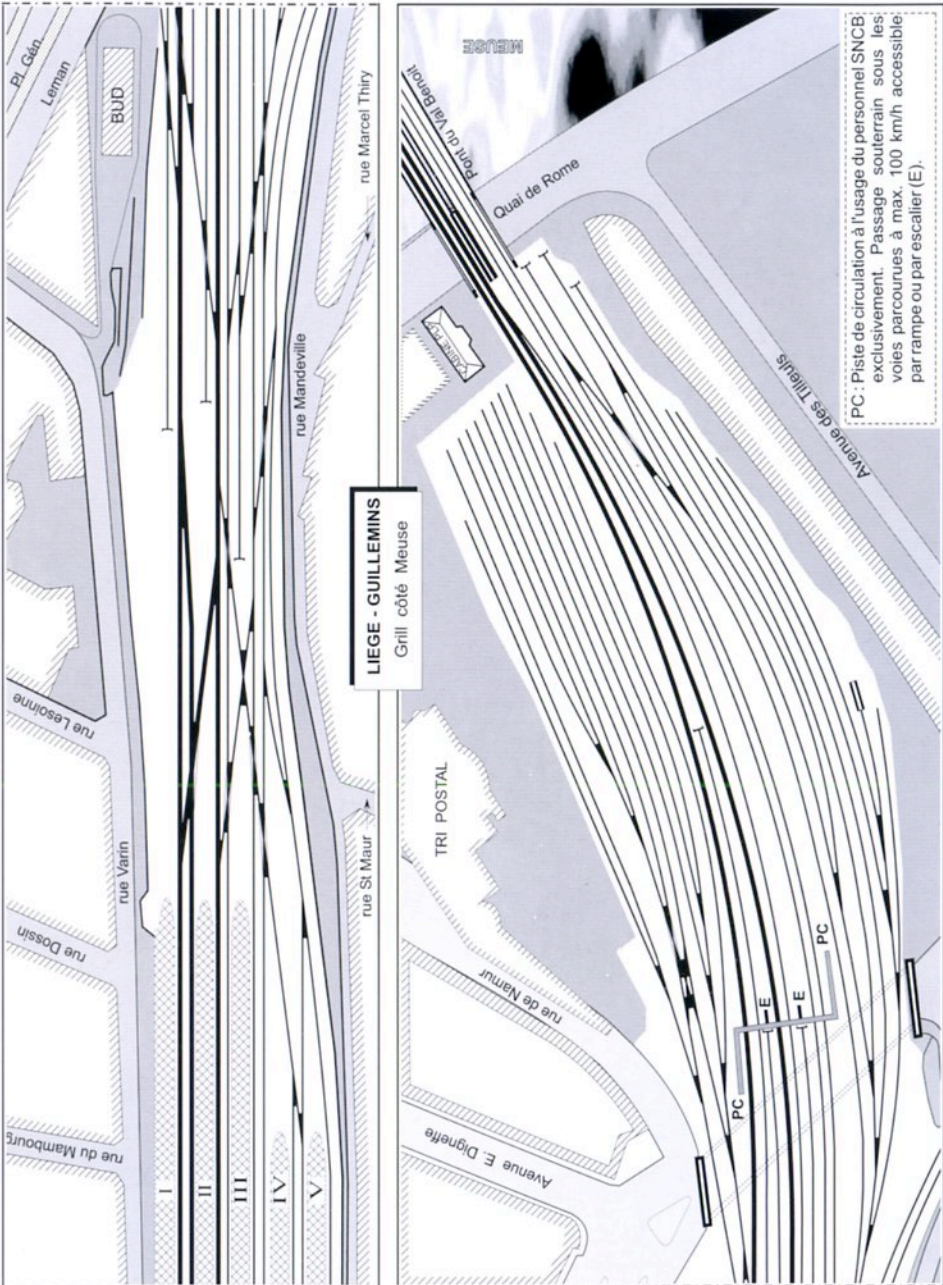 Pl. Gén.
Leman
BUD
rue Marcel Thiry
rue Mandeville
rue Lesoinne
rue Varin
rue Dossin
rue St Maur
rue du Mambourg
I
II
III
IV
V
LIEGE - GUILLEMINS
Grill côté Meuse
MEUSE
Pont du Val Benoit
Quai de Rome
Avenue des Tilleuls
TRI POSTAL
rue de Namur
Avenue E. Digneffe
PC
E
E
PC
PC : Piste de circulation à l'usage du personnel SNCB
exclusivement. Passage souterrain sous les
voies parcourues à max. 100 km/h accessible
par rampe ou par escalier (E).